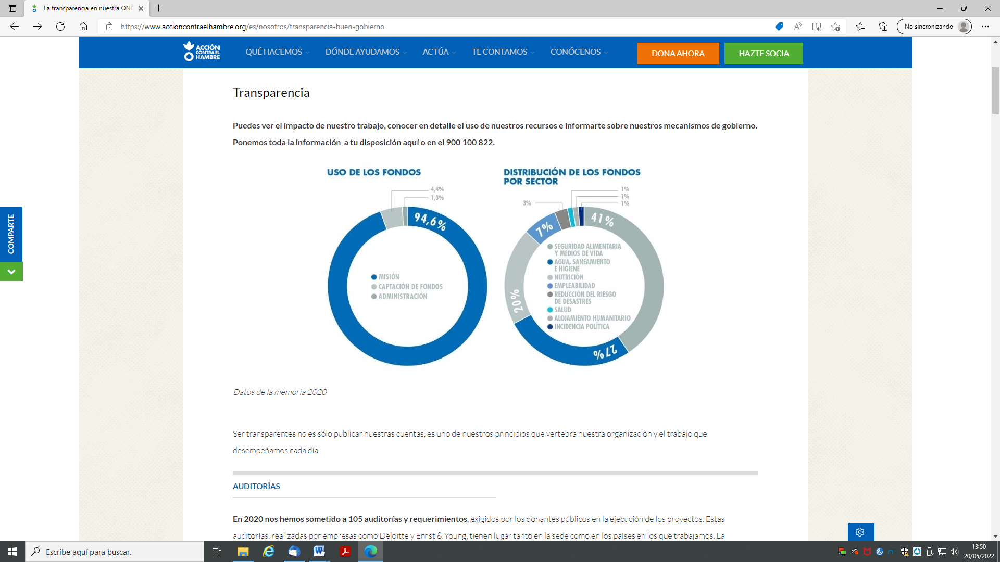 La transparencia en nuestra ONG
https://www.accioncontraelhambre.org/es/nosotros/transparencia-buen-gobierno
No sincronizando
ACCIÓN
CONTRA EL
HAMBRE
QUÉ HACEMOS
DÓNDE AYUDAMOS
ACTÚA
TE CONTAMOS
CONÓCENOS
DONA AHORA
HAZTE SOCIA
COMPARTE
Transparencia
Puedes ver el impacto de nuestro trabajo, conocer en detalle el uso de nuestros recursos e informarte sobre nuestros mecanismos de gobierno.
Ponemos toda la información a tu disposición aquí o en el 900 100 822.
USO DE LOS FONDOS
4,4%
1,3%
94,6%
MISIÓN
CAPTACIÓN DE FONDOS
ADMINISTRACIÓN
DISTRIBUCIÓN DE LOS FONDOS
POR SECTOR
1%
1%
1%
3%
41%
7%
20%
27%
SEGURIDAD ALIMENTARIA
Y MEDIOS DE VIDA
AGUA, SANEAMIENTO
E HIGIENE
NUTRICIÓN
EMPLEABILIDAD
REDUCCIÓN DEL RIESGO
DE DESASTRES
SALUD
ALOJAMIENTO HUMANITARIO
INCIDENCIA POLÍTICA
Datos de la memoria 2020
Ser transparentes no es sólo publicar nuestras cuentas, es uno de nuestros principios que vertebra nuestra organización y el trabajo que
desempeñamos cada día.
AUDITORÍAS
En 2020 nos hemos sometido a 105 auditorías y requerimientos, exigidos por los donantes públicos en la ejecución de los proyectos. Estas
auditorías, realizadas por empresas como Deloitte y Ernst & Young, tienen lugar tanto en la sede como en los países en los que trabajamos. La
Escribe aquí para buscar.
13:50
20/05/2022